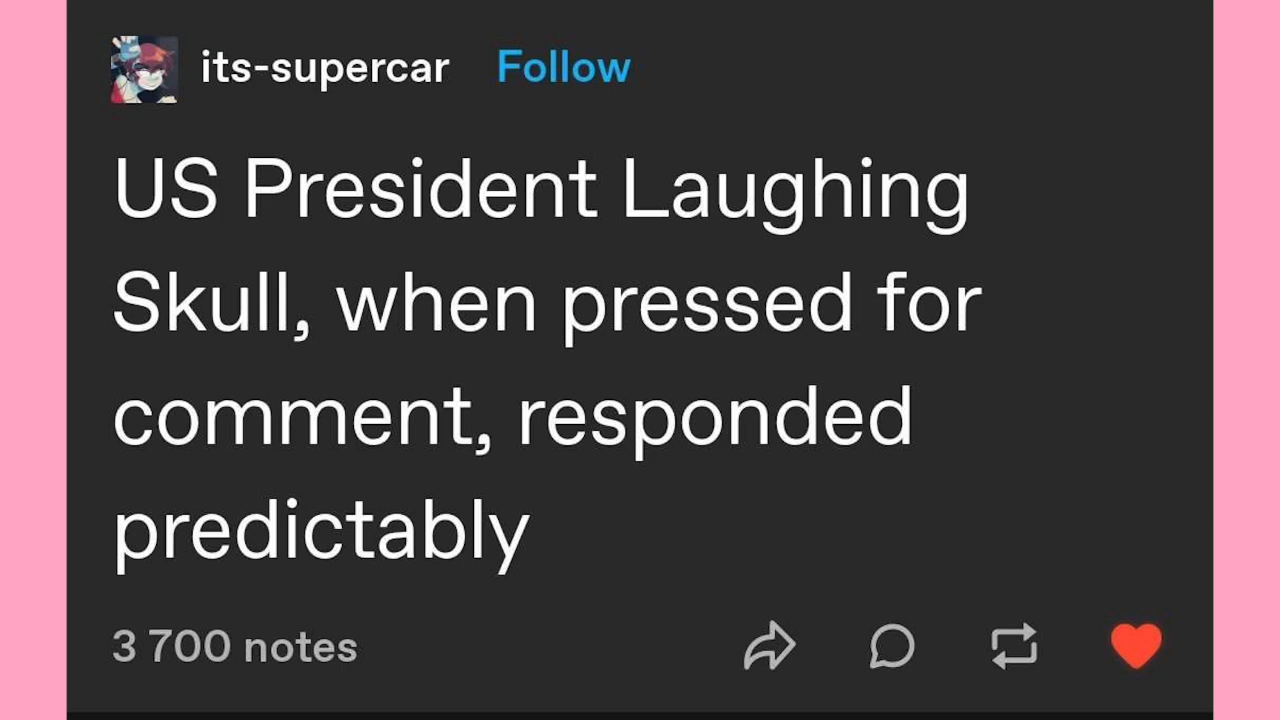 its-supercar Follow
US President Laughing
Skull, when pressed for
comment, responded
predictably
3 700 notes